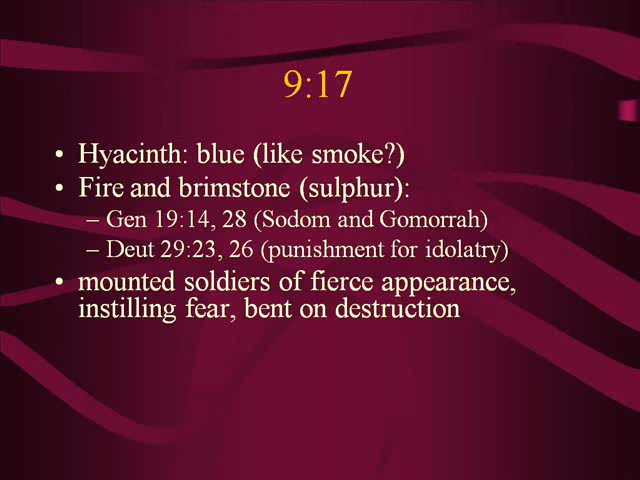 9:17
• Hyacinth: blue (like smoke?)
• Fire and brimstone (sulphur):
– Gen 19:14, 28 (Sodom and Gomorrah)
– Deut 29:23, 26 (punishment for idolatry)
• mounted soldiers of fierce appearance,
instilling fear, bent on destruction